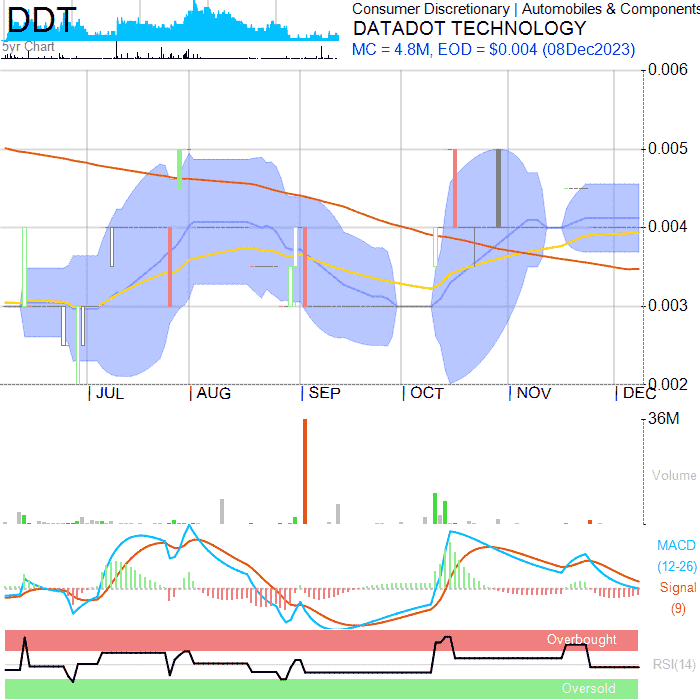 DDT
5yr Chart
Consumer Discretionary | Automobiles & Components
DATADOT TECHNOLOGY
MC = 4.8M, EOD = $0.004 (08Dec2023)
0.006
0.005
0.004
0.003
0.002
| JUL
| AUG
| SEP
| OCT
| NOV
| DEC
36M
Volume
MACD
(12-26)
Signal
(9)
Overbought
RSI(14)
Oversold